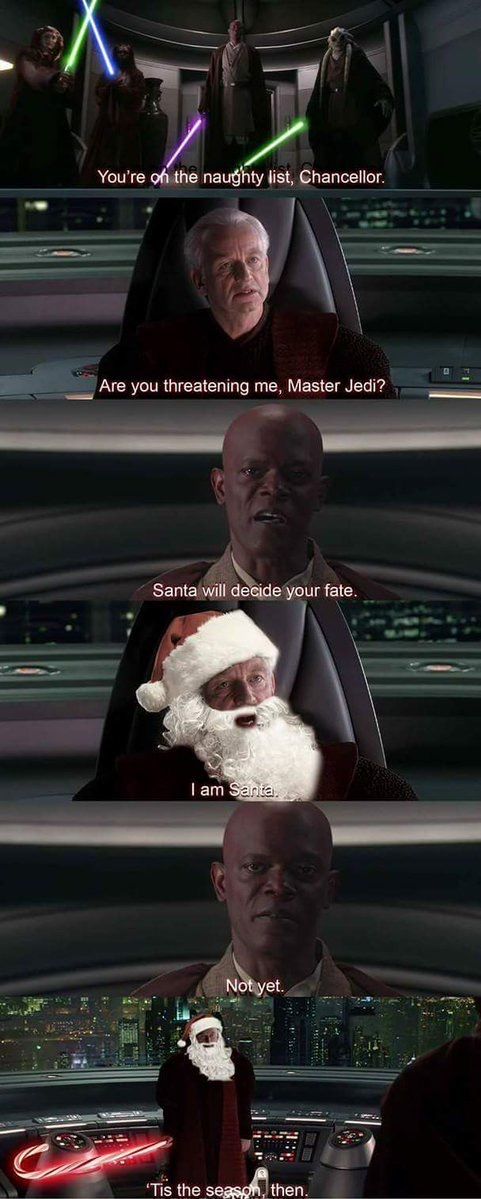 You're on the naughty list, Chancellor.
Are you threatening me, Master Jedi?
Santa will decide your fate.
I am Santa.
Not yet.
'Tis the season, then.